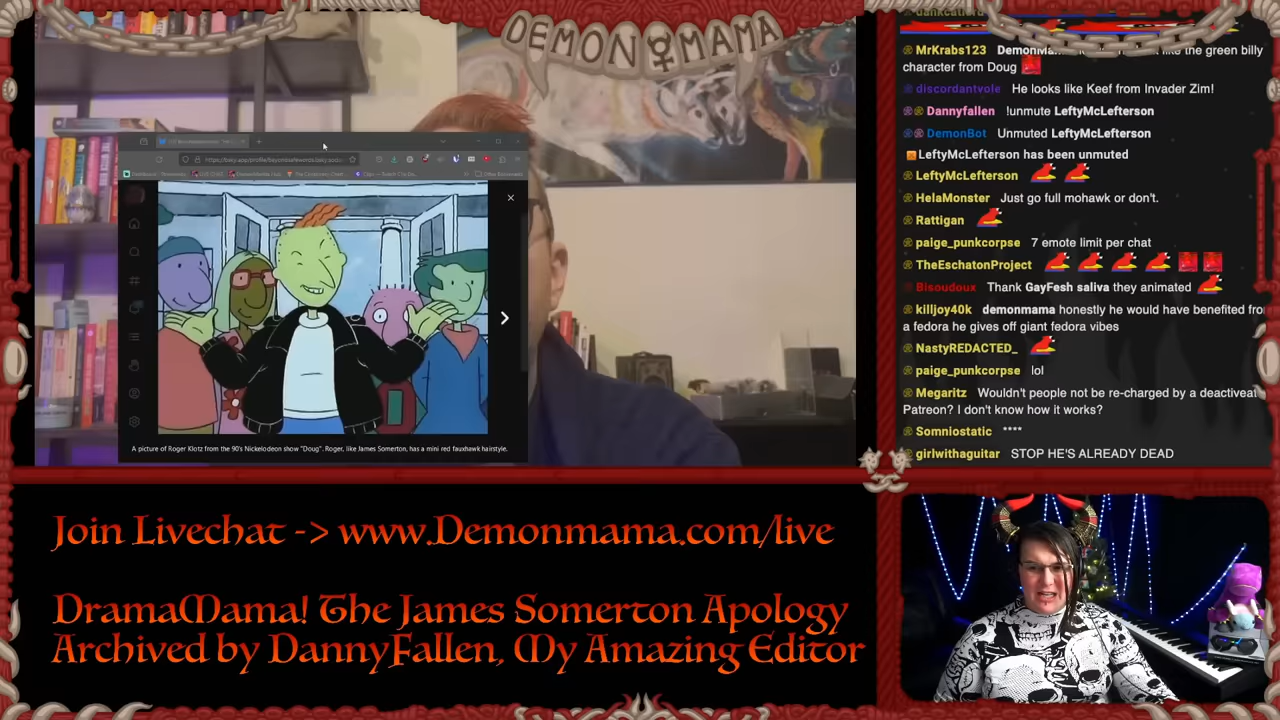 DEMON MAMA
A picture of Roger Klotz from the 90's Nickelodeon show "Doug". Roger, like James Somerton, has a mini red fauxhawk hairstyle.
MrKrabs123 like the green billy
character from Doug
discordantvole He looks like Keef from Invader Zim!
Dannyfallen !unmute LeftyMcLefterson
DemonBot Unmuted LeftyMcLefterson
LeftyMcLefterson has been unmuted
LeftyMcLefterson
HelaMonster Just go full mohawk or don't.
Rattigan
paige_punkcorpse 7 emote limit per chat
TheEschatonProject
Bisoudoux Thank GayFesh saliva they animated
killjoy40k demonmama honestly he would have benefited fro
a fedora he gives off giant fedora vibes
NastyREDACTED_
paige_punkcorpse lol
Megaritz Wouldn't people not be re-charged by a deactiveat
Patreon? I don't know how it works?
Somniostatic ****
girlwithaguitar STOP HE'S ALREADY DEAD
Join Livechat -> www.Demonmama.com/live
DramaMama! The James Somerton Apology
Archived by DannyFallen, My Amazing Editor